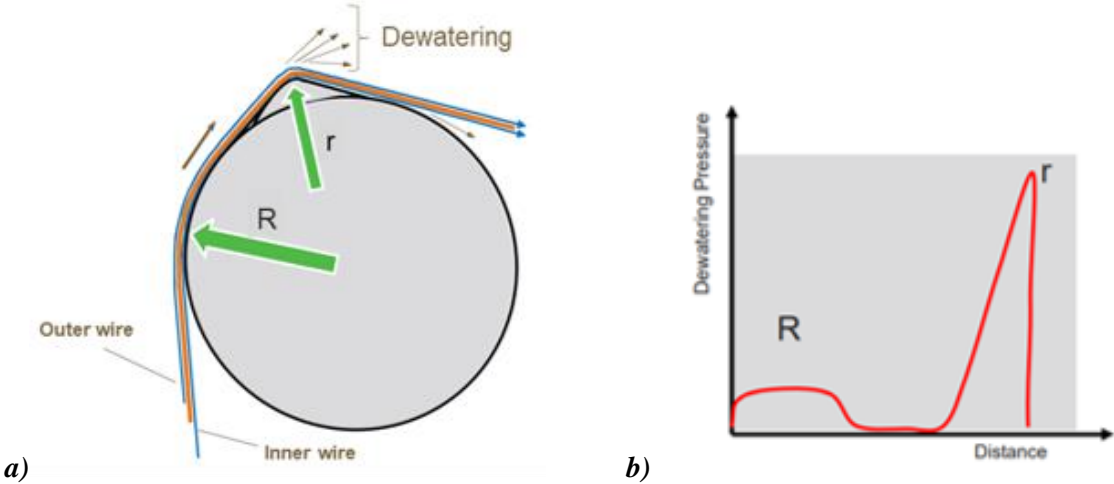 Dewatering
r
R
Outer wire
Inner wire
a)
Dewatering Pressure
r
R
Distance
b)